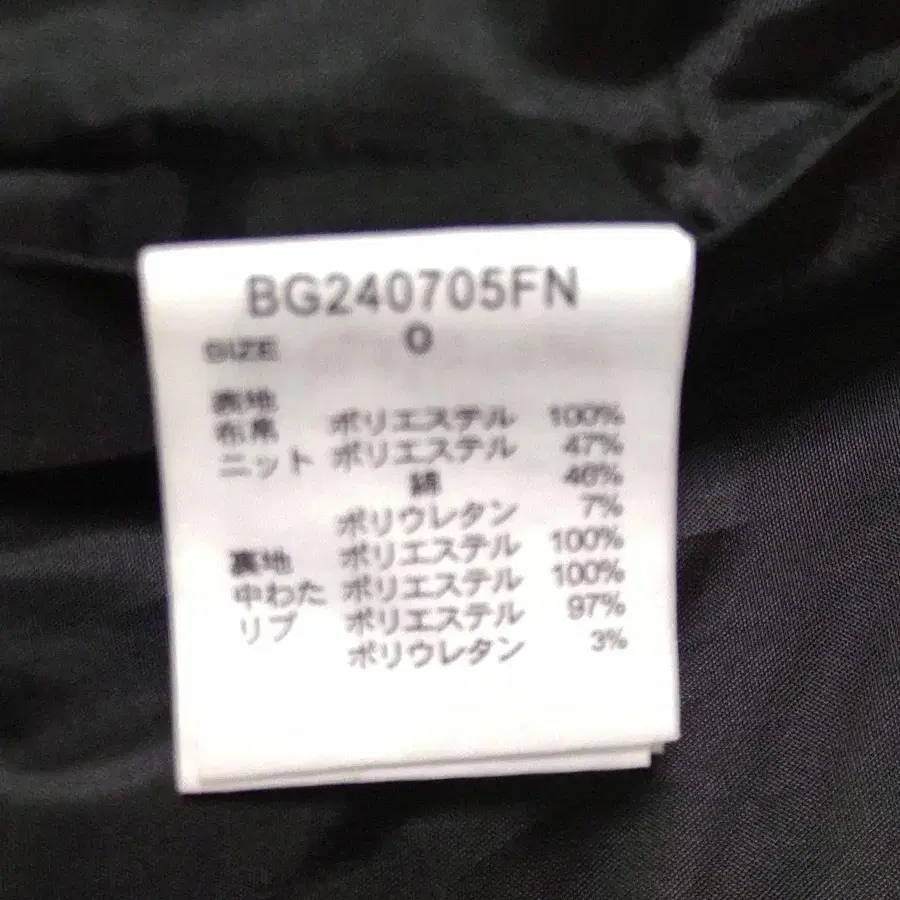 BG240705FN
SIZE 0
表地
布帛 ポリエステル 100%
ニット ポリエステル 47%
綿 46%
ポリウレタン 7%
裏地 ポリエステル 100%
中わた ポリエステル 100%
リブ ポリエステル 97%
ポリウレタン 3%